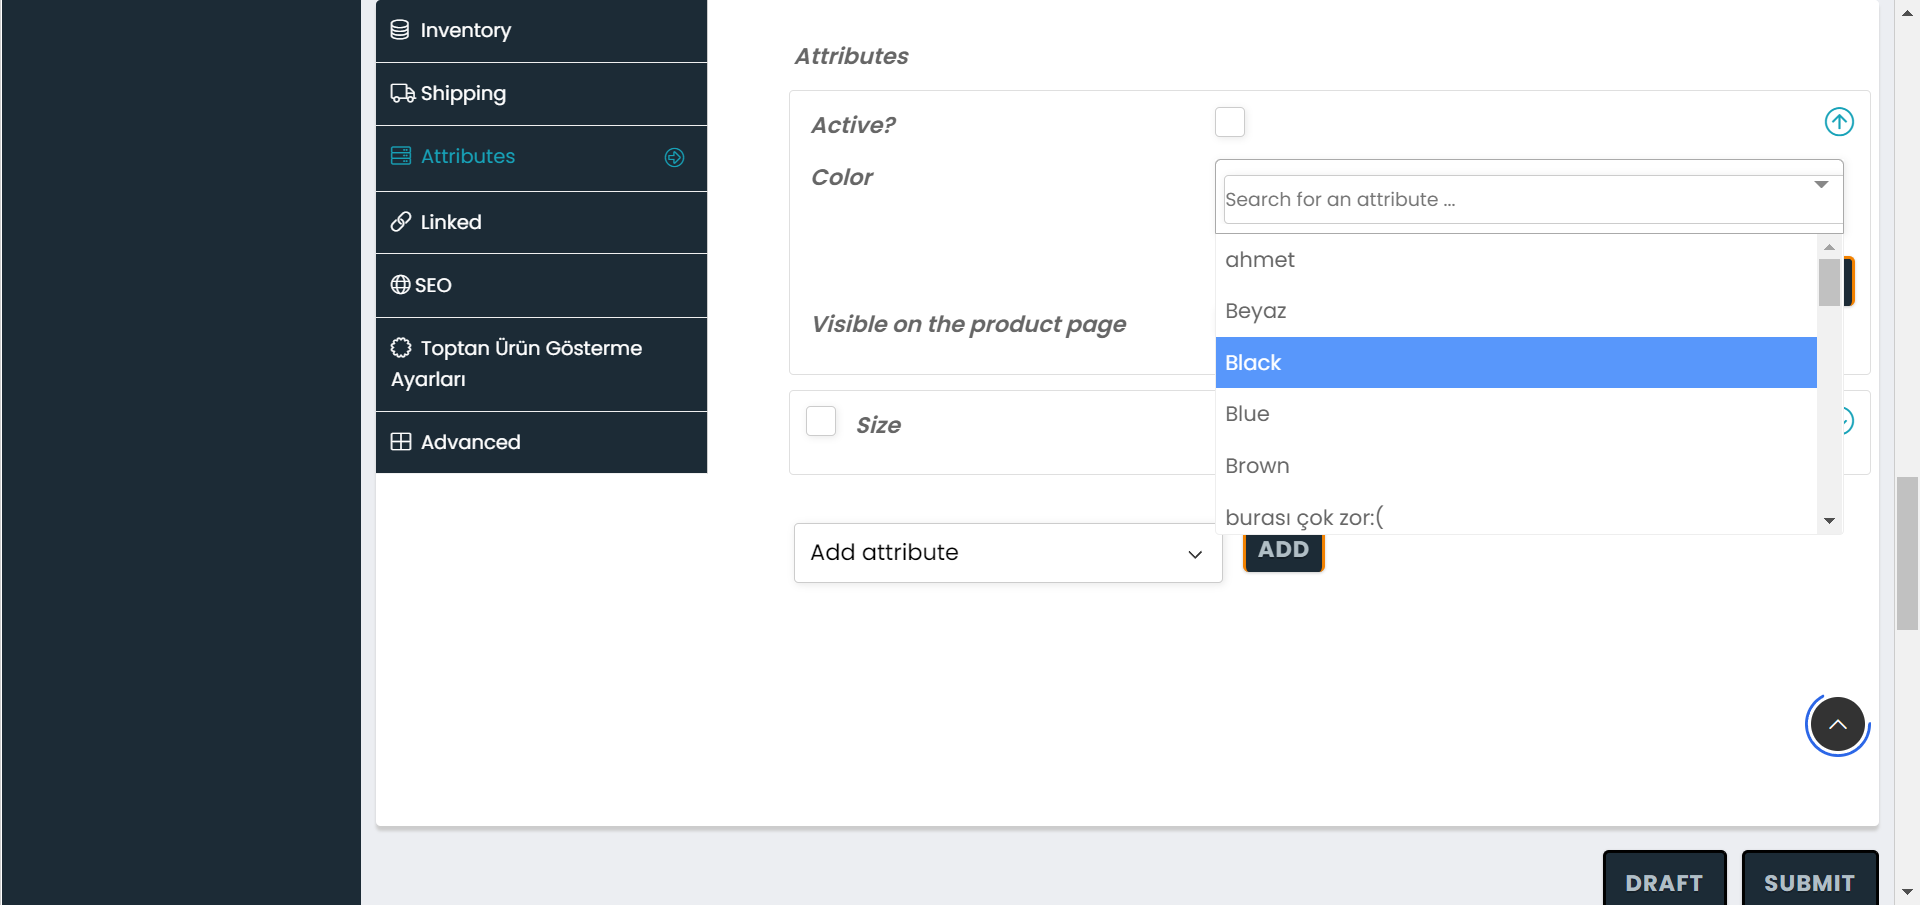 Inventory
Shipping
Attributes
Linked
SEO
Toptan Ürün Gösterme
Ayarları
Advanced
Attributes
Active?
Color
Search for an attribute ...
ahmet
Beyaz
Black
Blue
Brown
burası çok zor:(
Visible on the product page
Size
Add attribute
ADD
DRAFT
SUBMIT